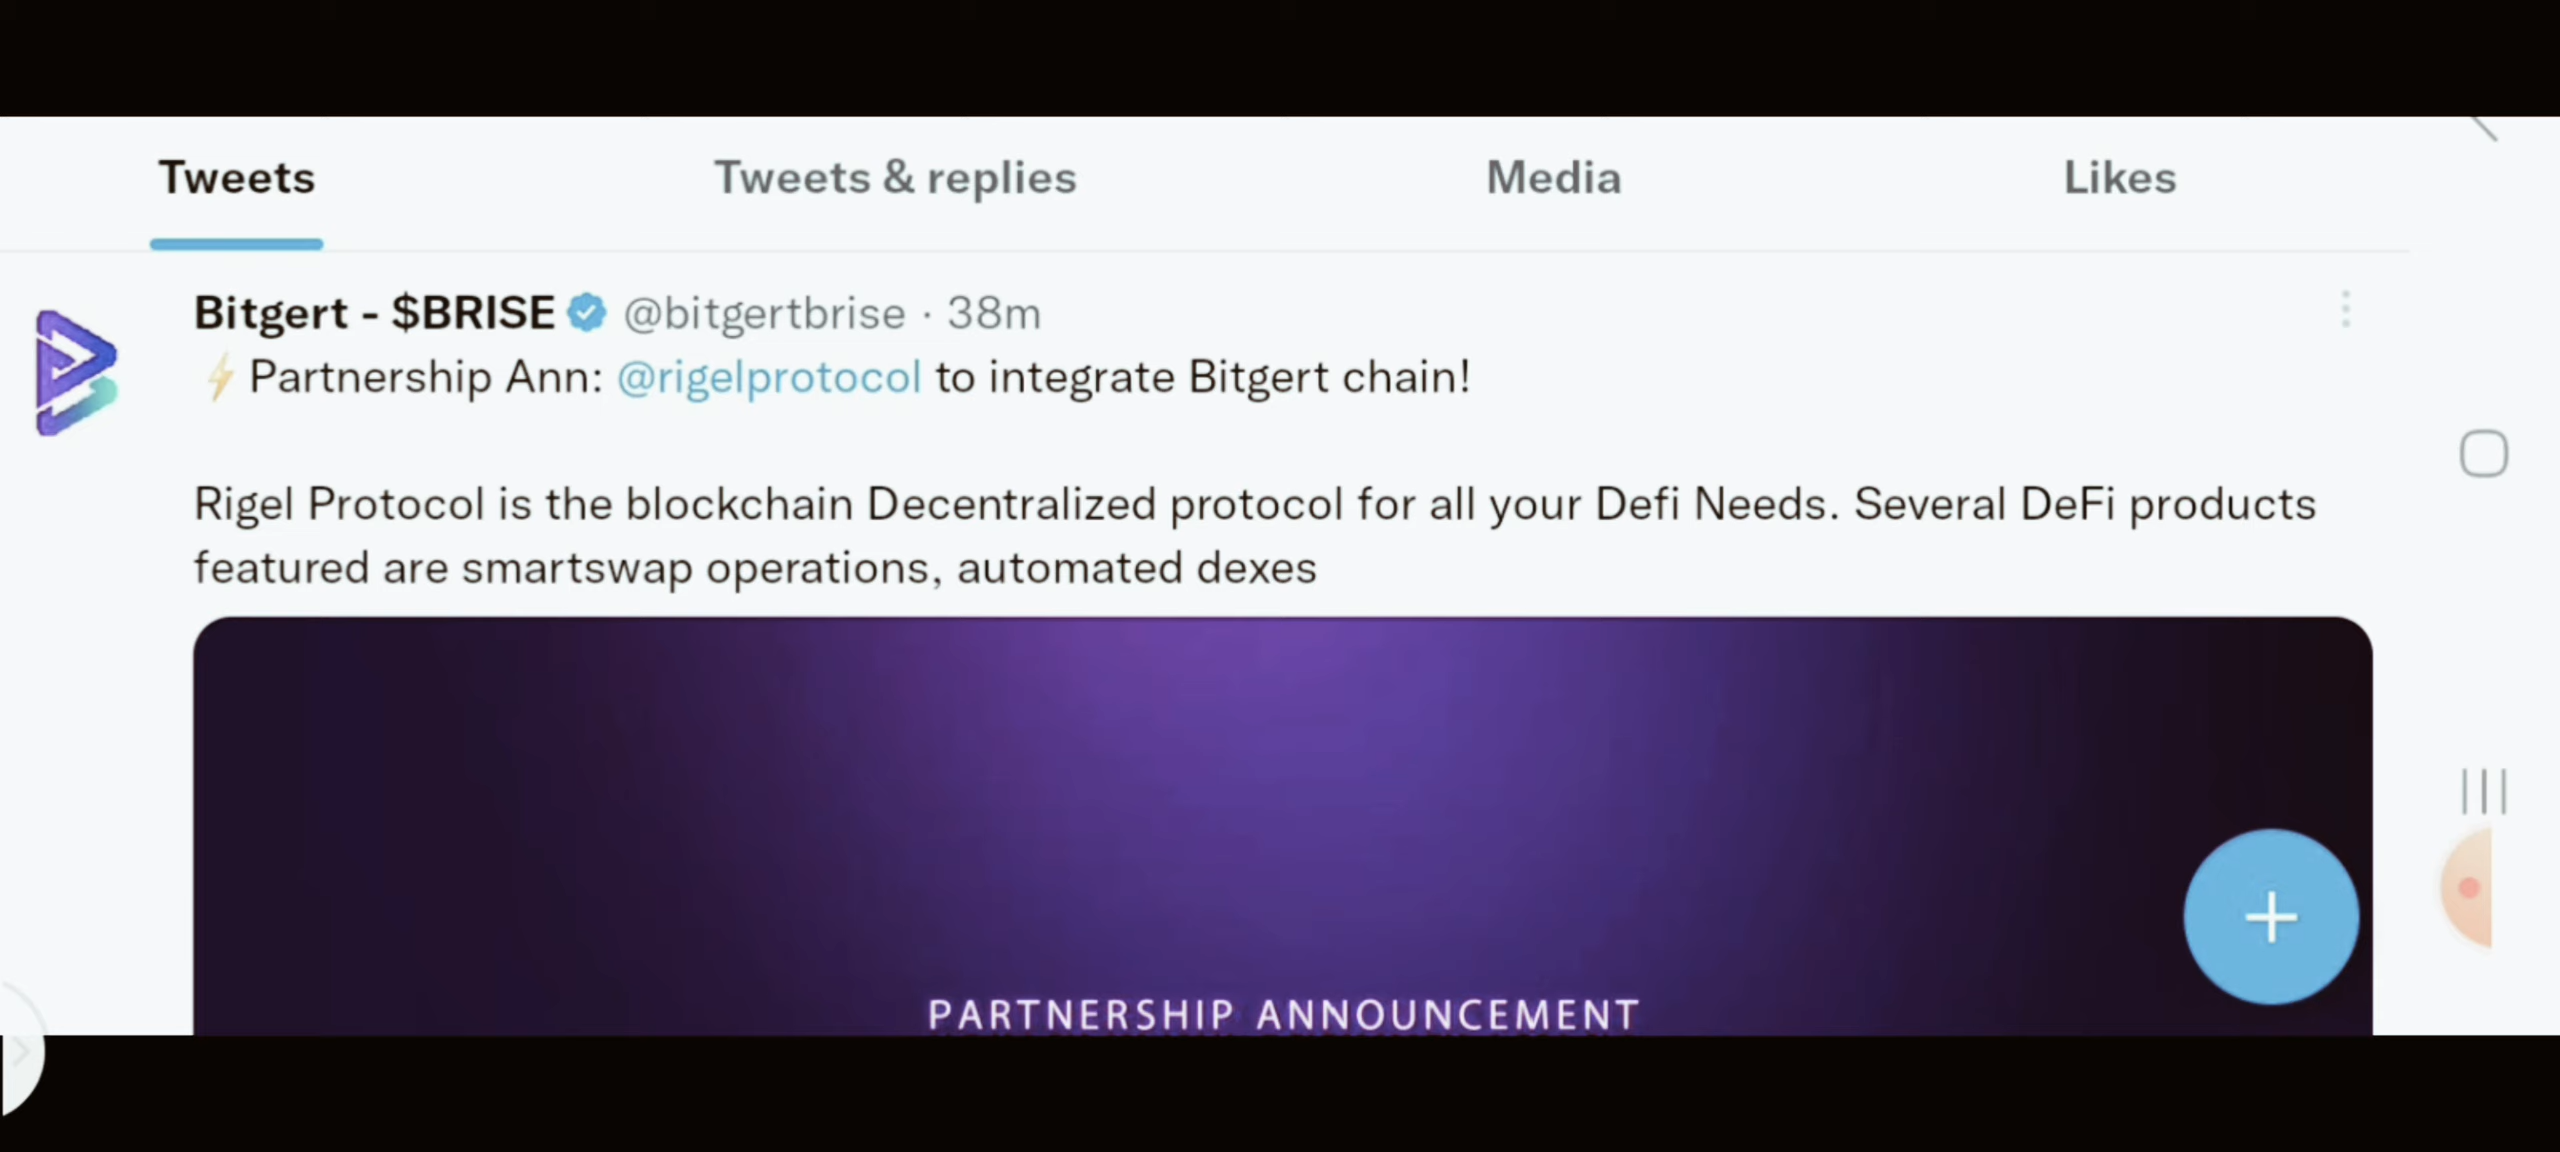 Tweets
Tweets & replies
Media
Likes
Bitgert - $BRISE @bitgertbrise · 38m
⚡Partnership Ann: @rigelprotocol to integrate Bitgert chain!
Rigel Protocol is the blockchain Decentralized protocol for all your Defi Needs. Several DeFi products
featured are smartswap operations, automated dexes
PARTNERSHIP ANNOUNCEMENT